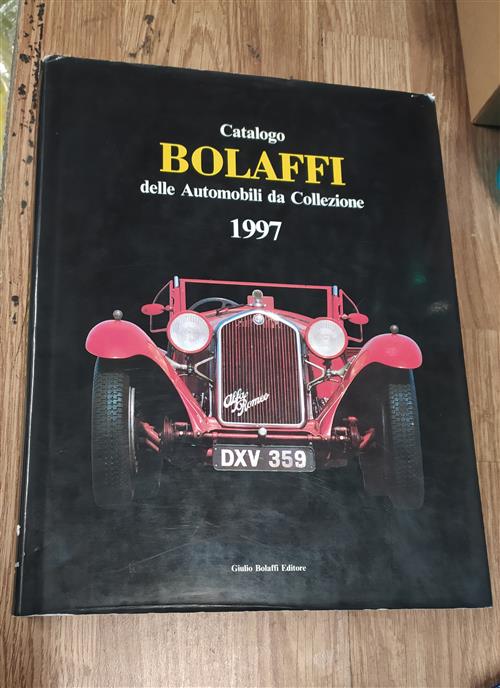 Catalogo
BOLAFFI
delle Automobili da Collezione
1997
Alfa
Romeo
DXV 359
Giulio Bolaffi Editore